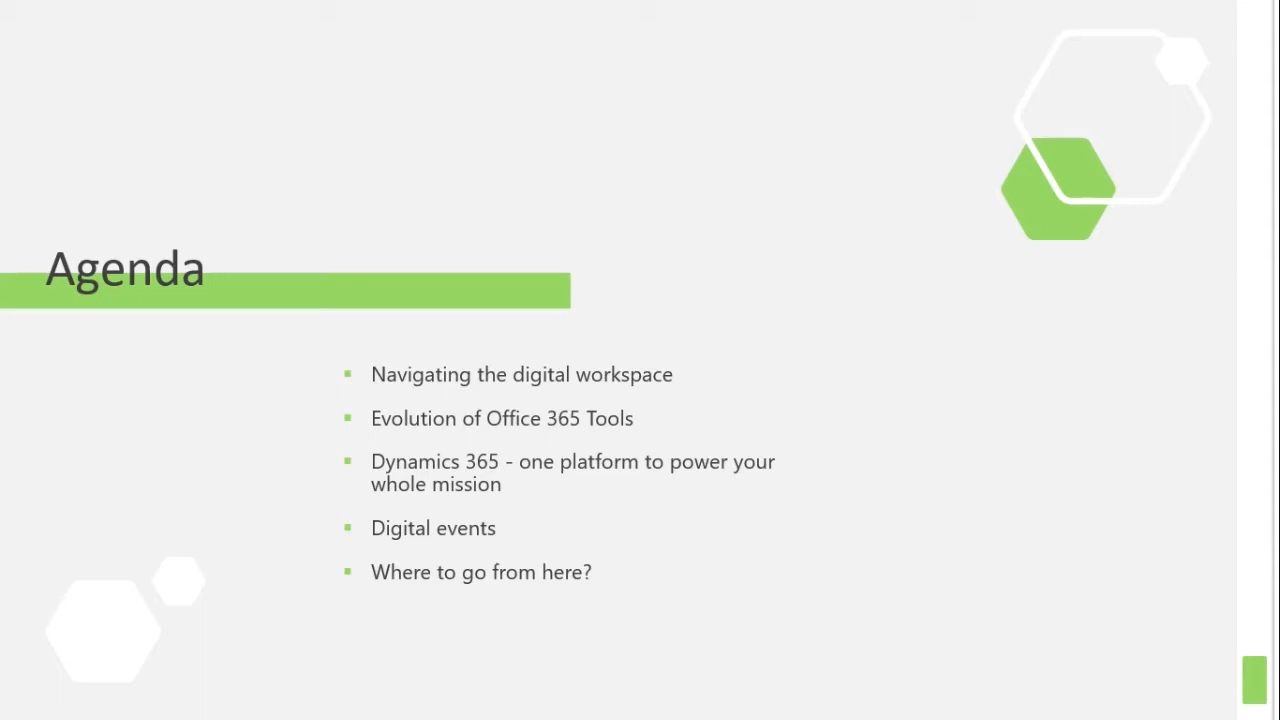 Agenda
Navigating the digital workspace
Evolution of Office 365 Tools
Dynamics 365 - one platform to power your
whole mission
Digital events
Where to go from here?